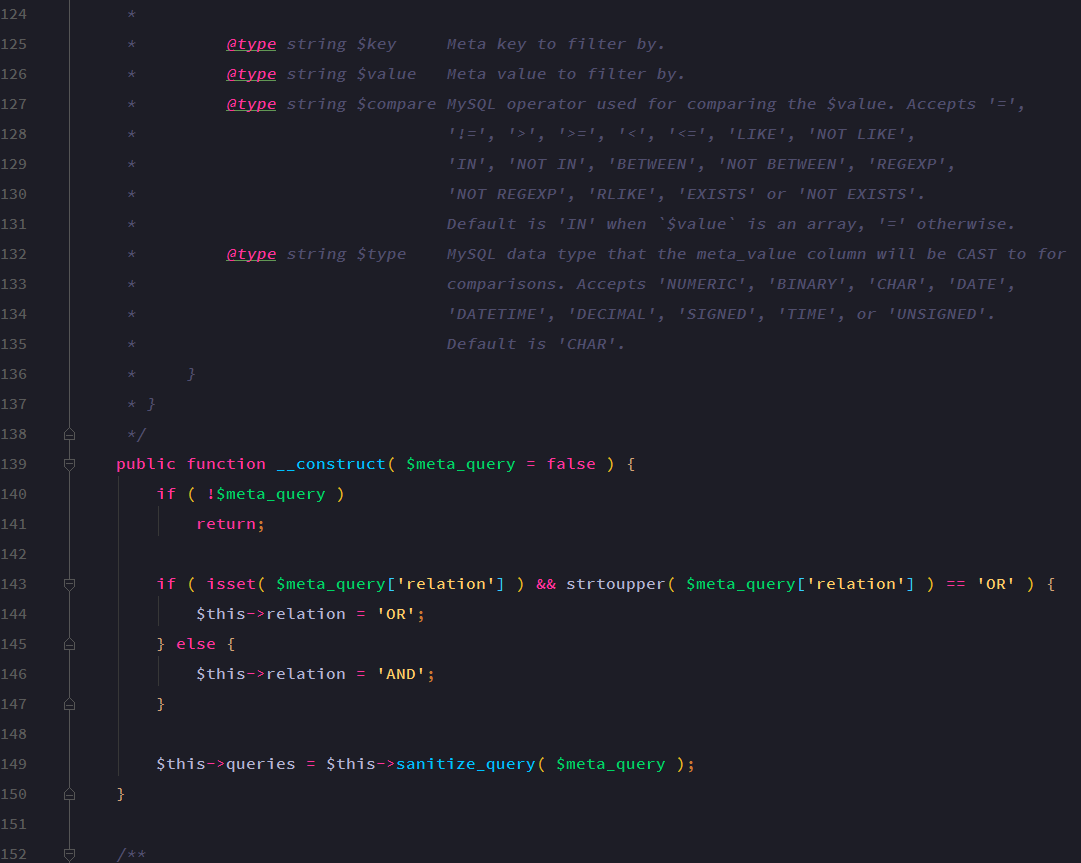 124 *
125 * @type string $key Meta key to filter by.
126 * @type string $value Meta value to filter by.
127 * @type string $compare MySQL operator used for comparing the $value. Accepts '=',
128 * '!=', '>', '>=', '<', '<=', 'LIKE', 'NOT LIKE',
129 * 'IN', 'NOT IN', 'BETWEEN', 'NOT BETWEEN', 'REGEXP',
130 * 'NOT REGEXP', 'RLIKE', 'EXISTS' or 'NOT EXISTS'.
131 * Default is 'IN' when `$value` is an array, '=' otherwise.
132 * @type string $type MySQL data type that the meta_value column will be CAST to for
133 * comparisons. Accepts 'NUMERIC', 'BINARY', 'CHAR', 'DATE',
134 * 'DATETIME', 'DECIMAL', 'SIGNED', 'TIME', or 'UNSIGNED'.
135 * Default is 'CHAR'.
136 * }
137 * }
138 */
139 public function __construct( $meta_query = false ) {
140 if ( !$meta_query )
141 return;
142
143 if ( isset( $meta_query['relation'] ) && strtoupper( $meta_query['relation'] ) == 'OR' ) {
144 $this->relation = 'OR';
145 } else {
146 $this->relation = 'AND';
147 }
148
149 $this->queries = $this->sanitize_query( $meta_query );
150 }
151
152 /**